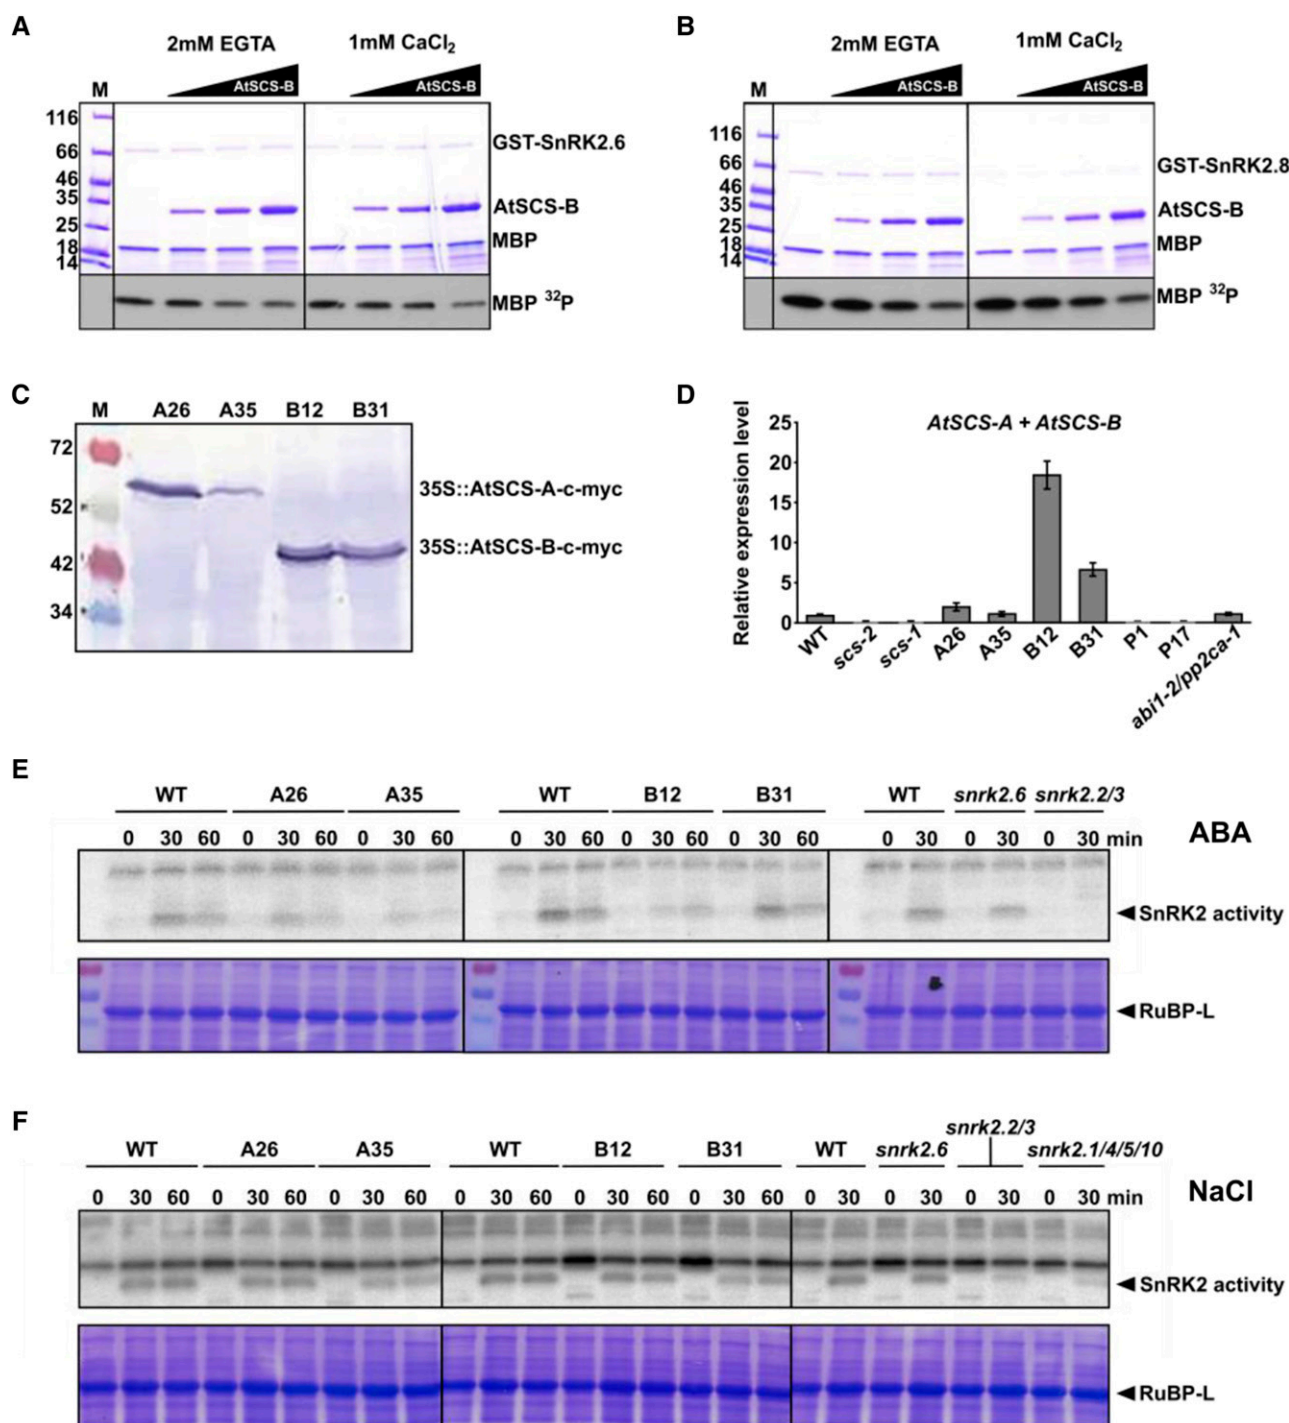 A
2mM EGTA 1mM CaCl2
M AtSCS-B AtSCS-B
116
66
46
35
25
18
14
GST-SnRK2.6
AtSCS-B
MBP
MBP 32P
B
2mM EGTA 1mM CaCl2
M AtSCS-B AtSCS-B
116
66
46
35
25
18
14
GST-SnRK2.8
AtSCS-B
MBP
MBP 32P
C
M A26 A35 B12 B31
72
52
42
34
35S::AtSCS-A-c-myc
35S::AtSCS-B-c-myc
D
AtSCS-A + AtSCS-B
Relative expression level
25
20
15
10
5
0
WT scs-2 scs-1 A26 A35 B12 B31 P1 P17 abi1-2/pp2ca-1
E
WT A26 A35 WT B12 B31 WT snrk2.6 snrk2.2/3
0 30 60 0 30 60 0 30 60 0 30 60 0 30 60 0 30 60 0 30 0 30 0 30 min
ABA
SnRK2 activity
RuBP-L
F
snrk2.2/3
WT A26 A35 WT B12 B31 WT snrk2.6 snrk2.1/4/5/10
0 30 60 0 30 60 0 30 60 0 30 60 0 30 60 0 30 60 0 30 0 30 0 30 0 30 min
NaCl
SnRK2 activity
RuBP-L